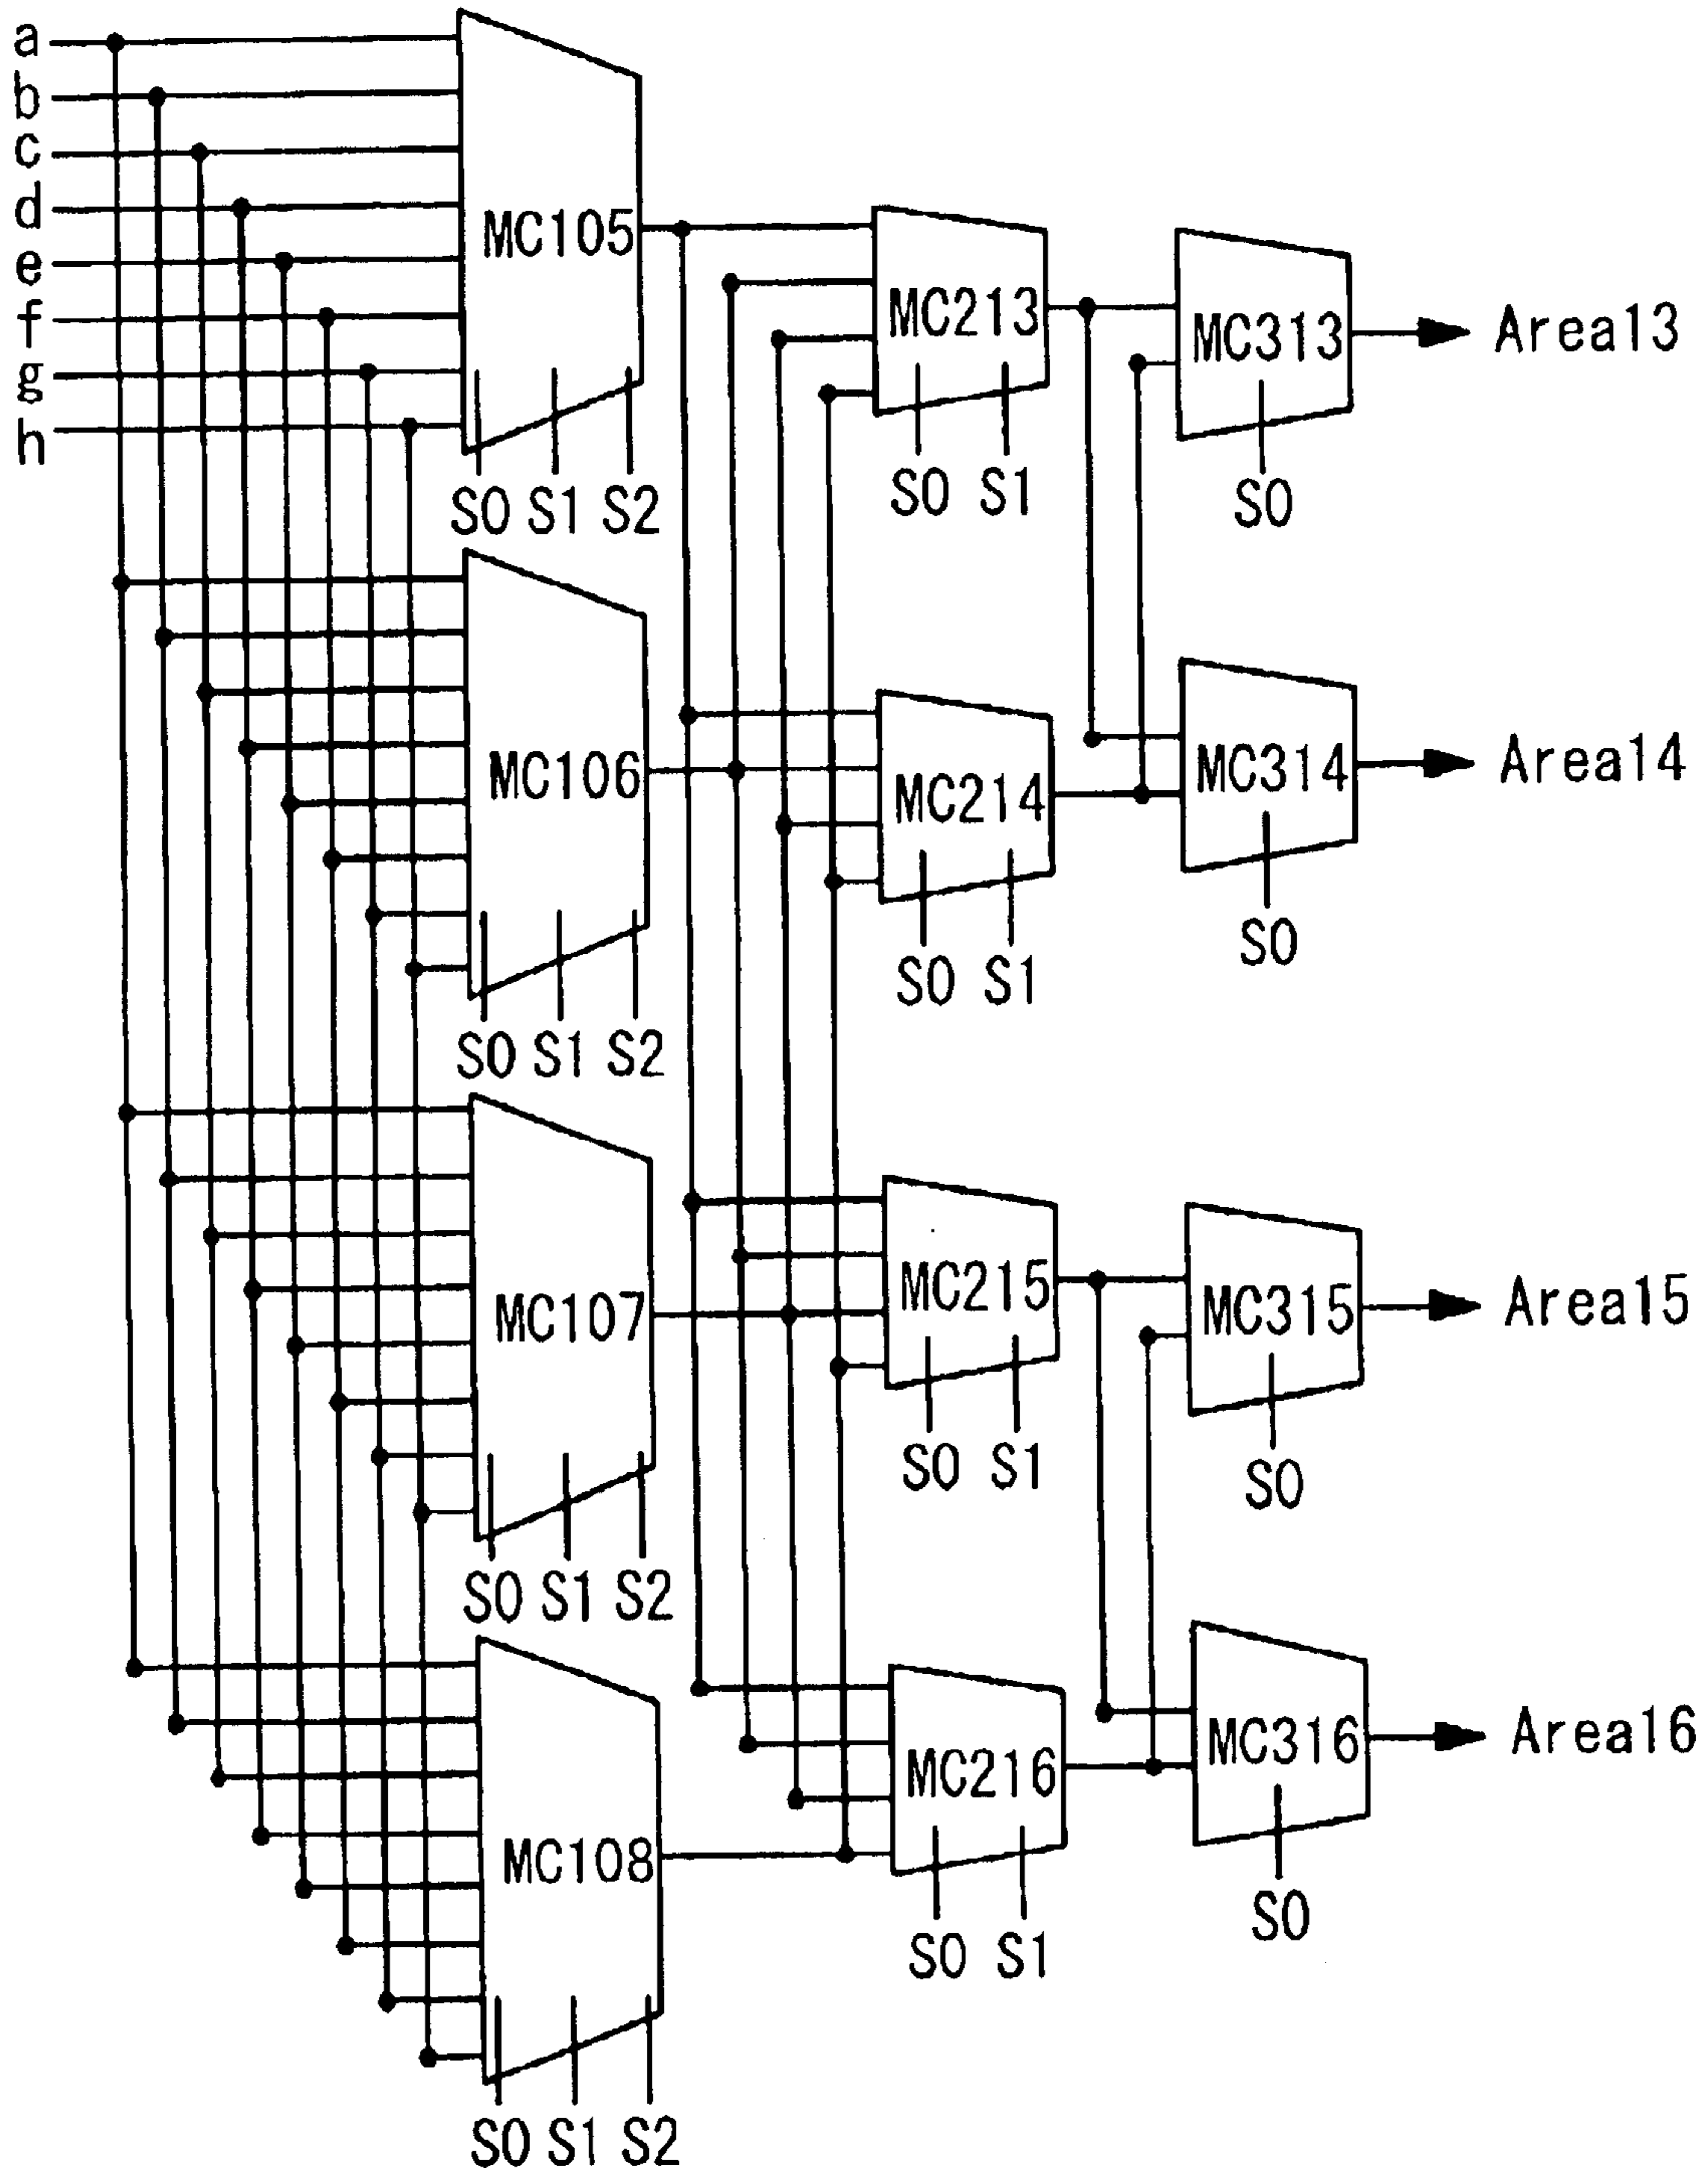 a
b
c
d
e
f
g
h
MC105
S0 S1 S2
MC213
S0 S1
MC313
S0
Area13
MC106
S0 S1 S2
MC214
S0 S1
MC314
S0
Area14
MC107
S0 S1 S2
MC215
S0 S1
MC315
S0
Area15
MC108
S0 S1 S2
MC216
S0 S1
MC316
S0
Area16